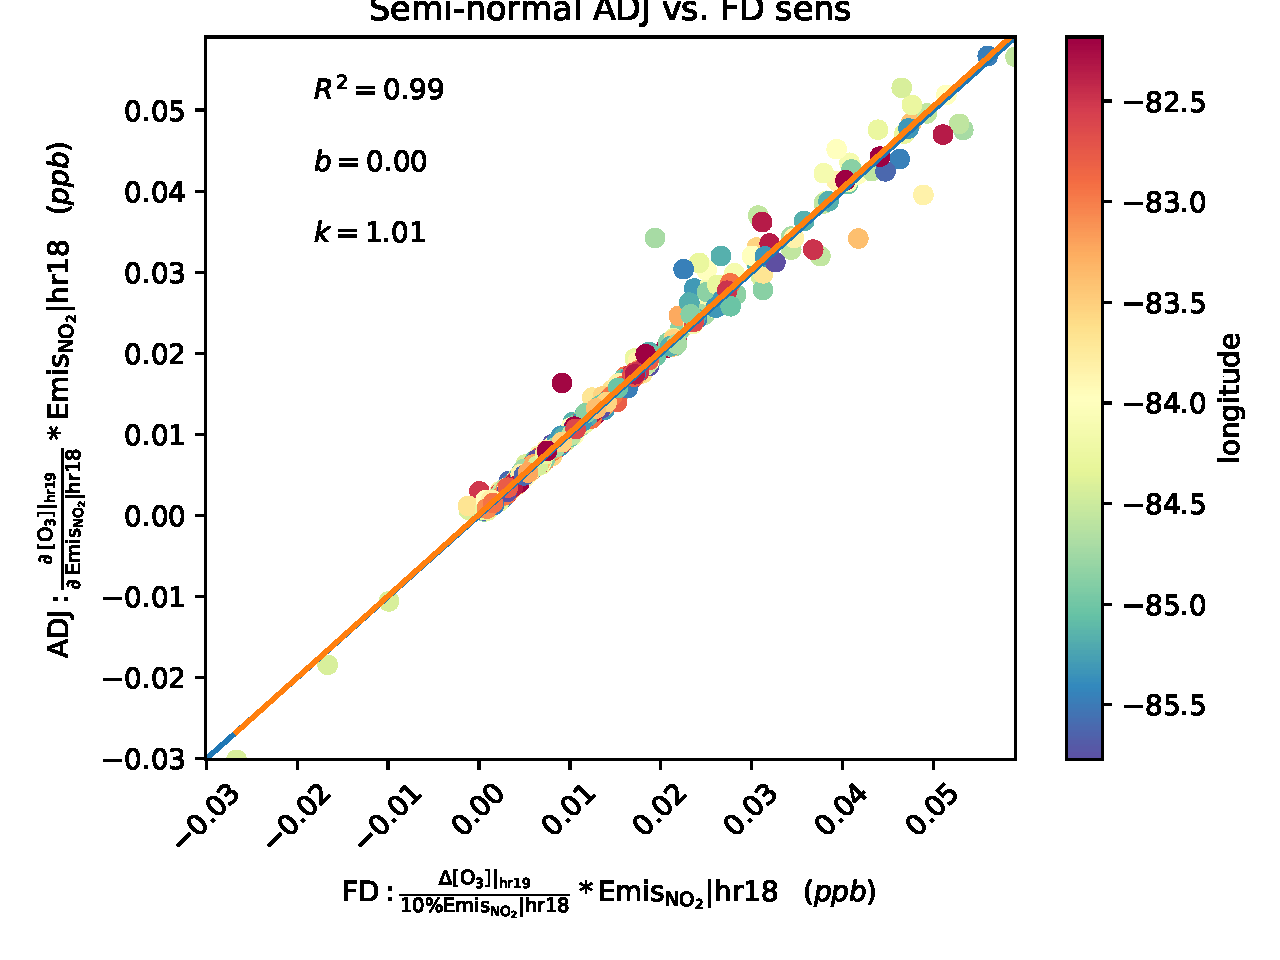 Semi-normal ADJ vs. FD sens
R² = 0.99
b = 0.00
k = 1.01
0.05
0.04
0.03
0.02
0.01
0.00
−0.01
−0.02
−0.03
ADJ : ∂ [O₃]|hr19 / ∂ Emis_NO₂|hr18 * Emis_NO₂|hr18 (ppb)
−0.03 −0.02 −0.01 0.00 0.01 0.02 0.03 0.04 0.05
FD : Δ[O₃]|hr19 / 10%Emis_NO₂|hr18 * Emis_NO₂|hr18 (ppb)
−82.5
−83.0
−83.5
−84.0
−84.5
−85.0
−85.5
longitude